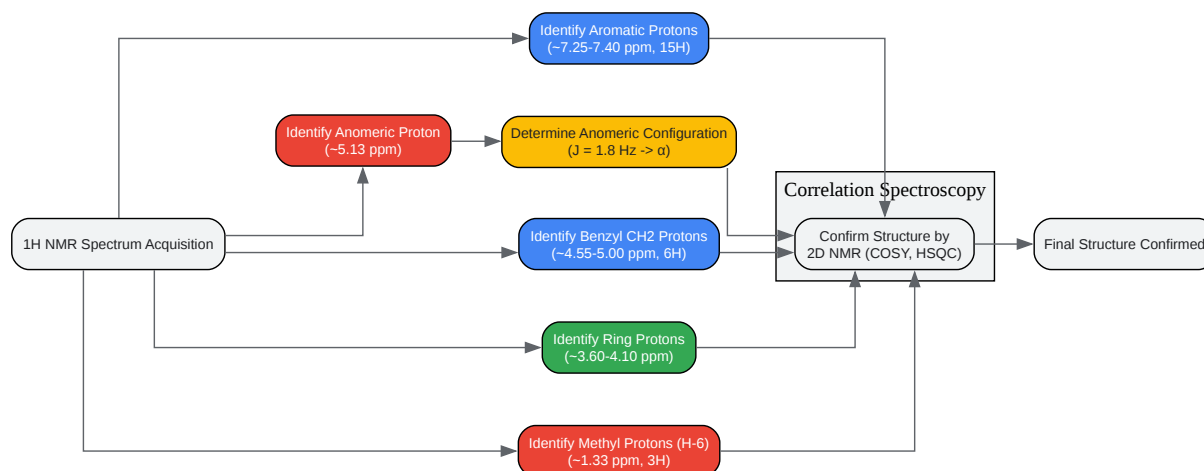 Identify Aromatic Protons
(~7.25-7.40 ppm, 15H)
Identify Anomeric Proton
(~5.13 ppm)
Determine Anomeric Configuration
(J = 1.8 Hz -> α)
Correlation Spectroscopy
1H NMR Spectrum Acquisition
Identify Benzyl CH2 Protons
(~4.55-5.00 ppm, 6H)
Confirm Structure by
2D NMR (COSY, HSQC)
Final Structure Confirmed
Identify Ring Protons
(~3.60-4.10 ppm)
Identify Methyl Protons (H-6)
(~1.33 ppm, 3H)